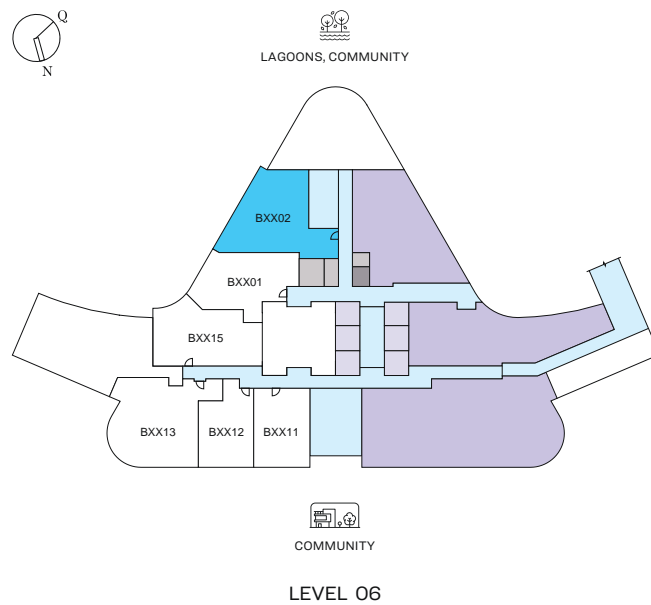 Q
N
LAGOONS, COMMUNITY
BXX02
BXX01
BXX15
BXX13
BXX12
BXX11
COMMUNITY
LEVEL 06